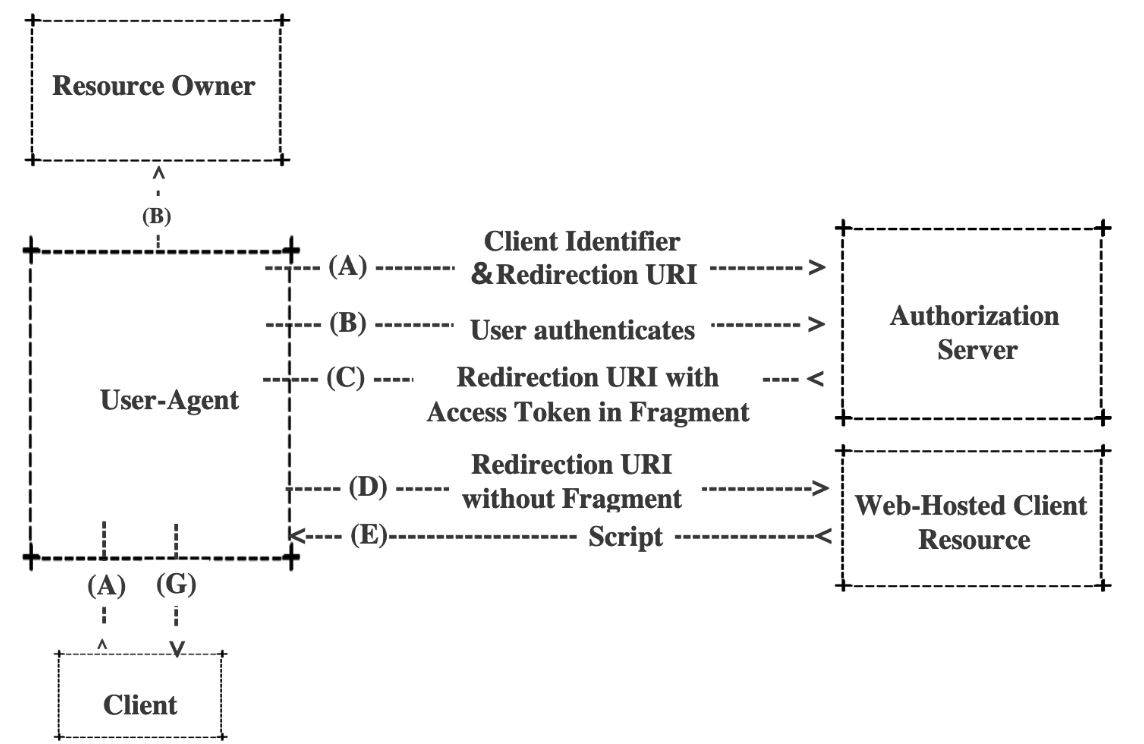 Resource Owner
(B)
Client Identifier
(A)
&Redirection URI
(B)
User authenticates
Authorization
Server
(C)
Redirection URI with
Access Token in Fragment
User-Agent
Redirection URI
(D)
without Fragment
(E)
Script
Web-Hosted Client
Resource
(A)
(G)
Client